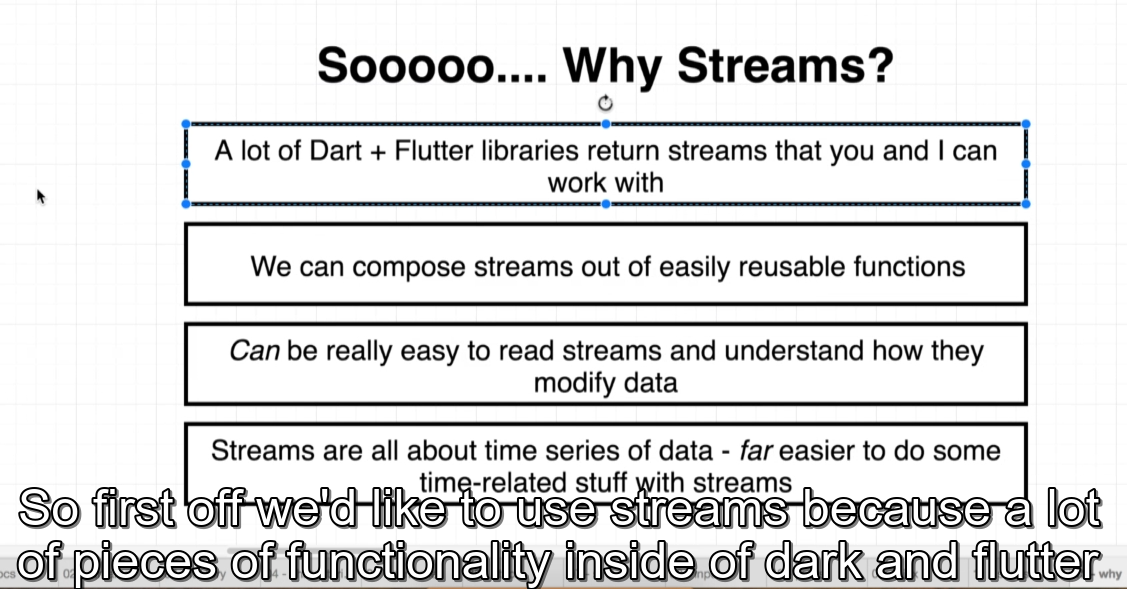 Sooooo.... Why Streams?
A lot of Dart + Flutter libraries return streams that you and I can
work with
We can compose streams out of easily reusable functions
Can be really easy to read streams and understand how they
modify data
Streams are all about time series of data - far easier to do some
time-related stuff with streams
So first off we'd like to use streams because a lot
of pieces of functionality inside of dark and flutter
why